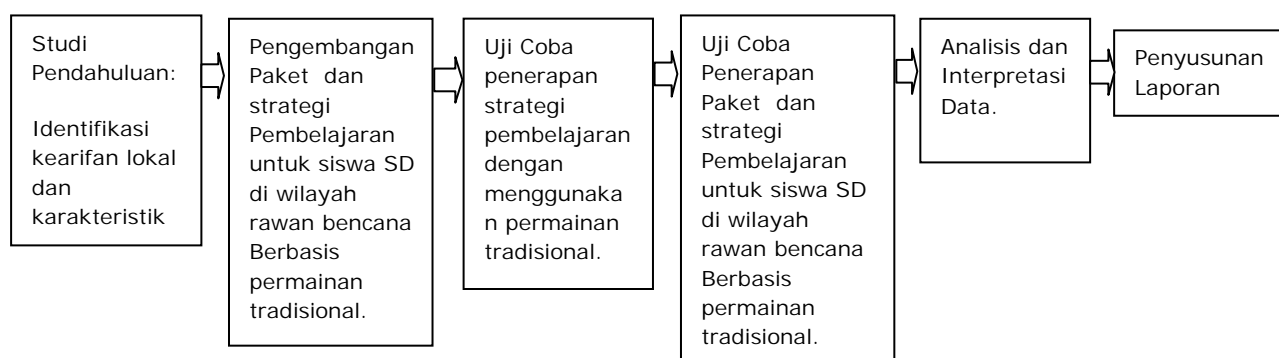 Studi
Pendahuluan:
Identifikasi
kearifan lokal
dan
karakteristik
Pengembangan
Paket dan
strategi
Pembelajaran
untuk siswa SD
di wilayah
rawan bencana
Berbasis
permainan
tradisional.
Uji Coba
penerapan
strategi
pembelajaran
dengan
menggunaka
n permainan
tradisional.
Uji Coba
Penerapan
Paket dan
strategi
Pembelajaran
untuk siswa SD
di wilayah
rawan bencana
Berbasis
permainan
tradisional.
Analisis dan
Interpretasi
Data.
Penyusunan
Laporan